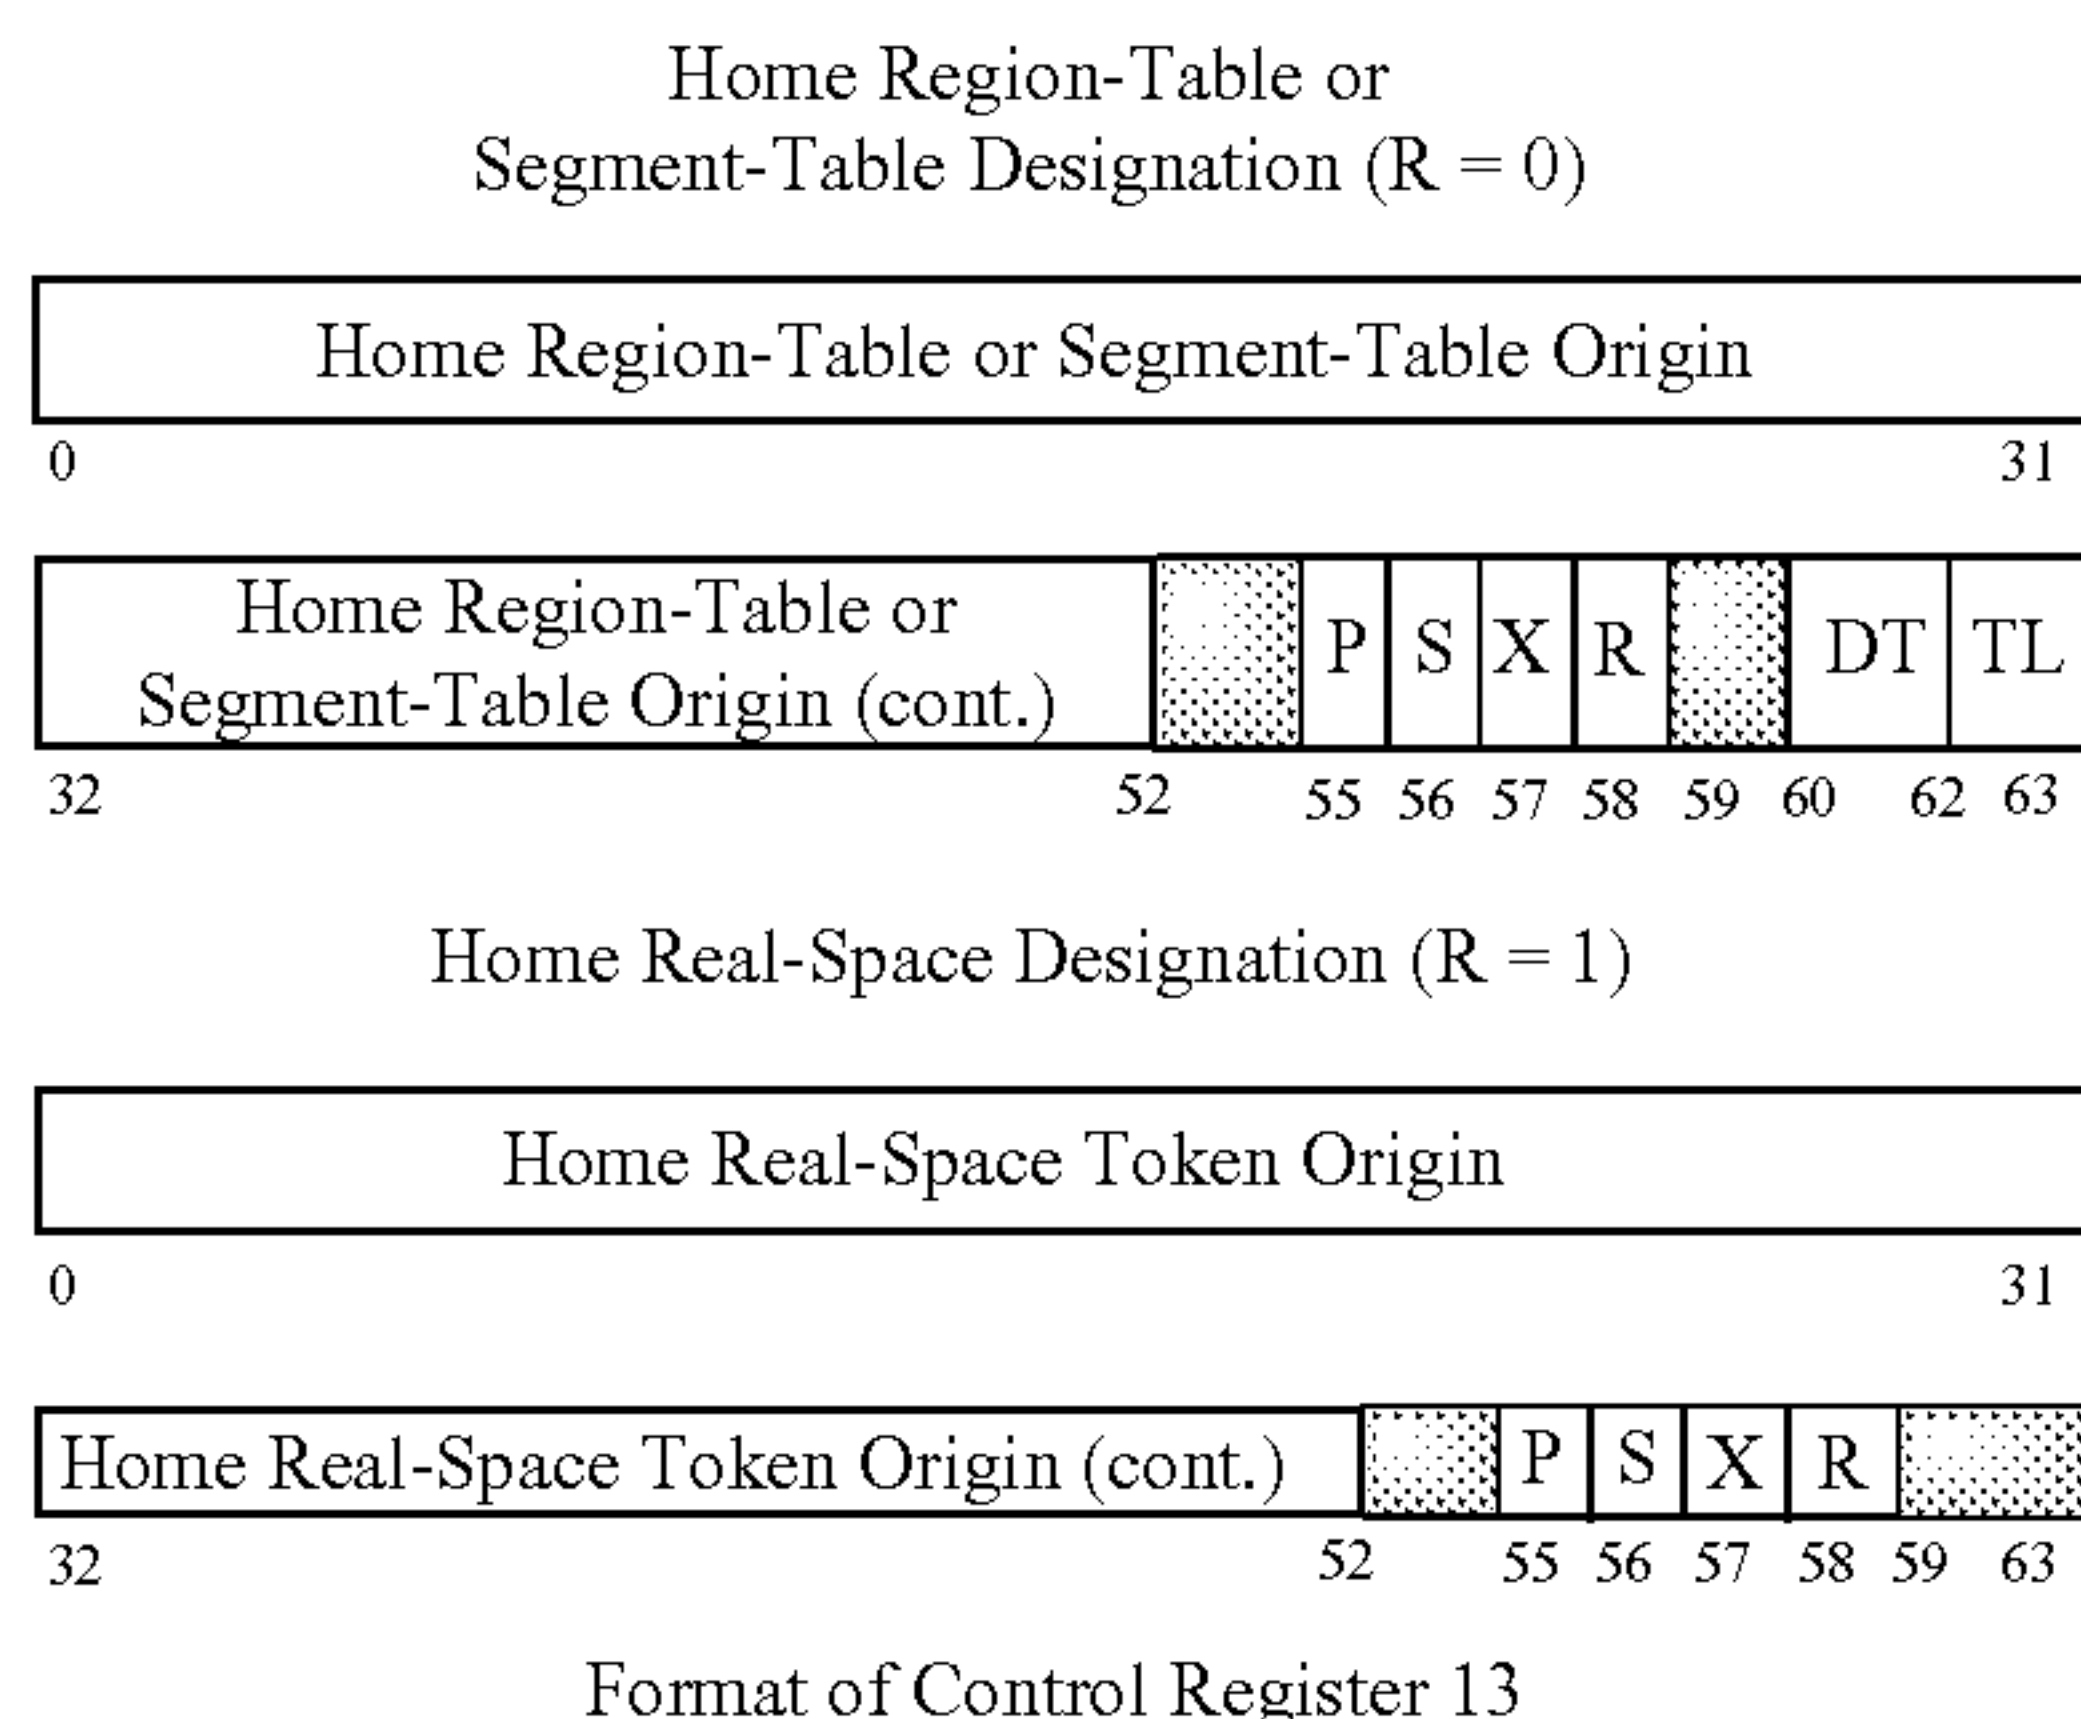 Home Region-Table or
Segment-Table Designation (R = 0)
Home Region-Table or Segment-Table Origin
0 31
Home Region-Table or
Segment-Table Origin (cont.)
P S X R DT TL
32 52 55 56 57 58 59 60 62 63
Home Real-Space Designation (R = 1)
Home Real-Space Token Origin
0 31
Home Real-Space Token Origin (cont.) P S X R
32 52 55 56 57 58 59 63
Format of Control Register 13